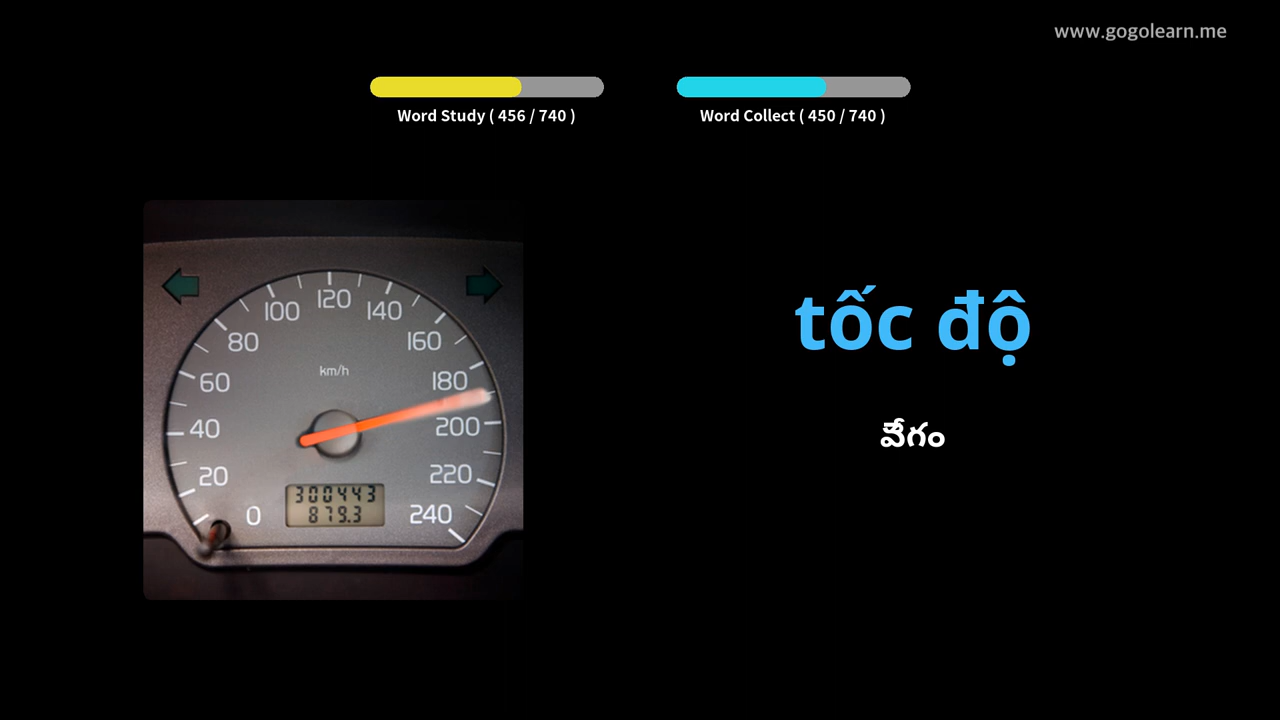 www.gogolearn.me
Word Study ( 456 / 740 )
Word Collect ( 450 / 740 )
tốc độ
వేగం
0
20
40
60
80
100
120
140
160
180
200
220
240
km/h
300443
879.3